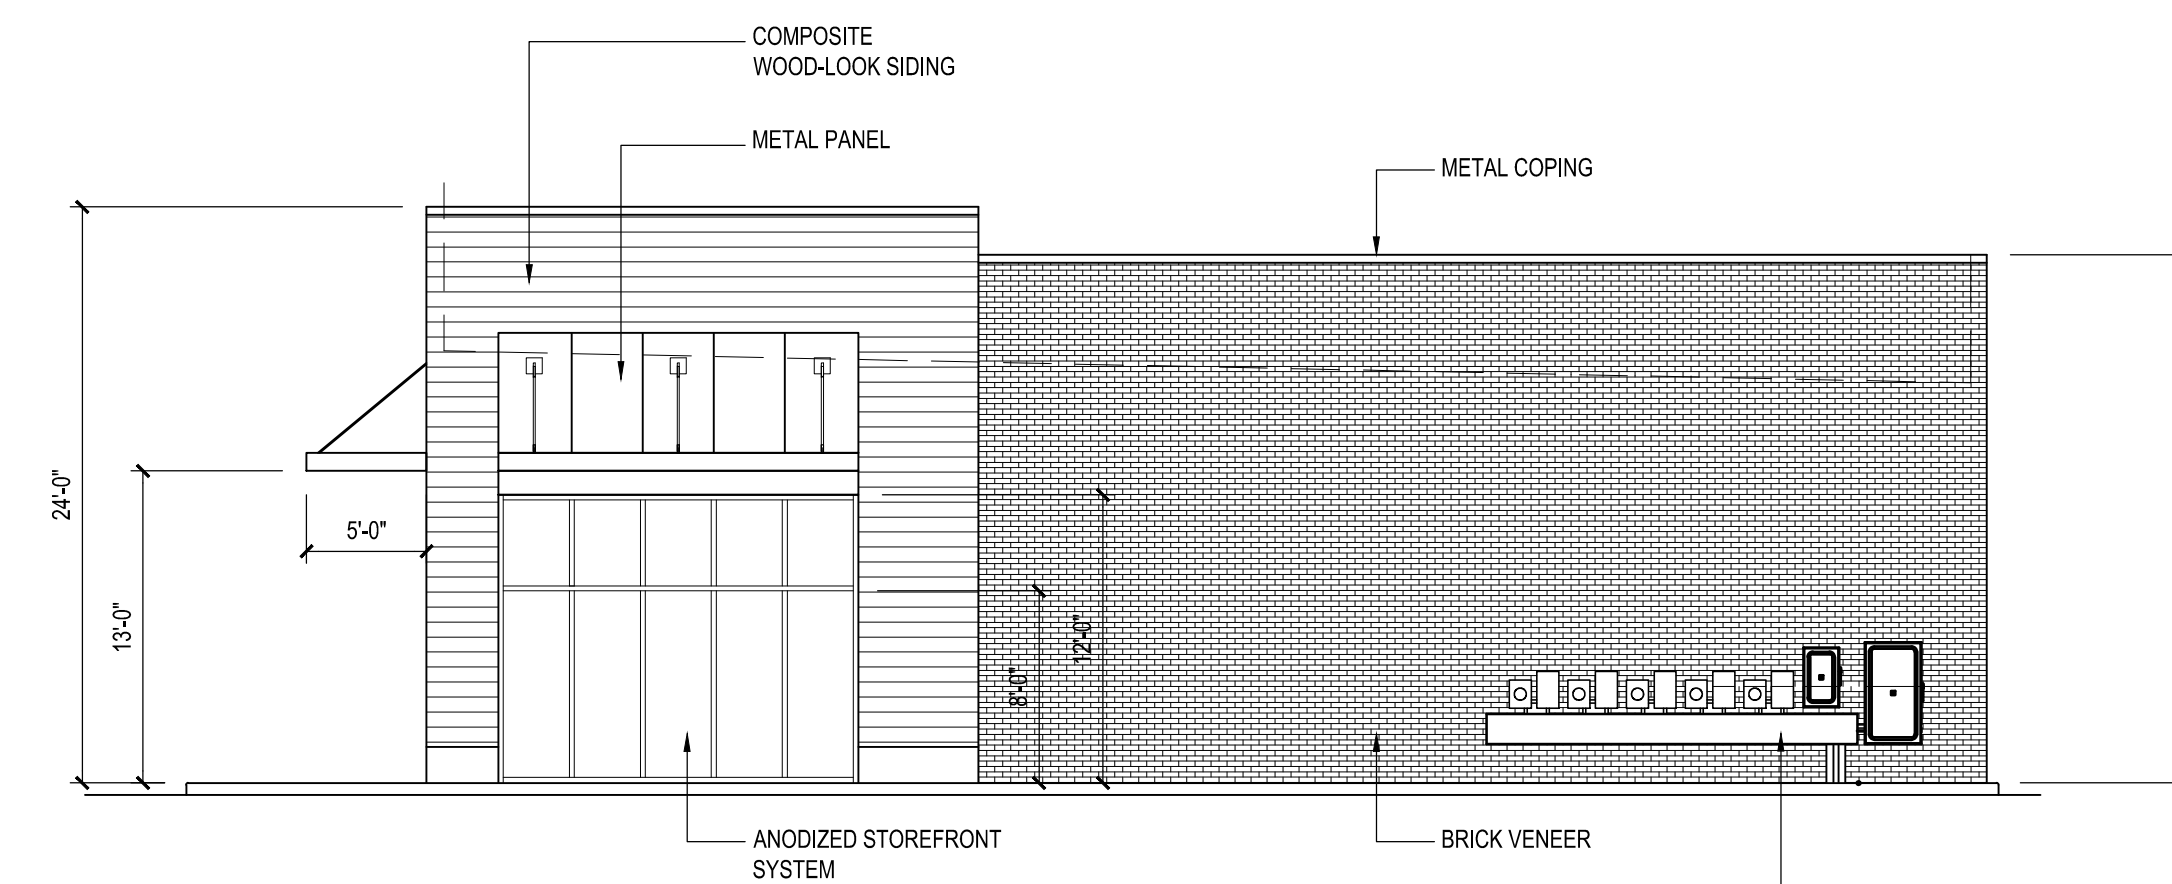 COMPOSITE
WOOD-LOOK SIDING
METAL PANEL
METAL COPING
24'-0"
5'-0"
13'-0"
12'-0"
8'-0"
ANODIZED STOREFRONT
SYSTEM
BRICK VENEER